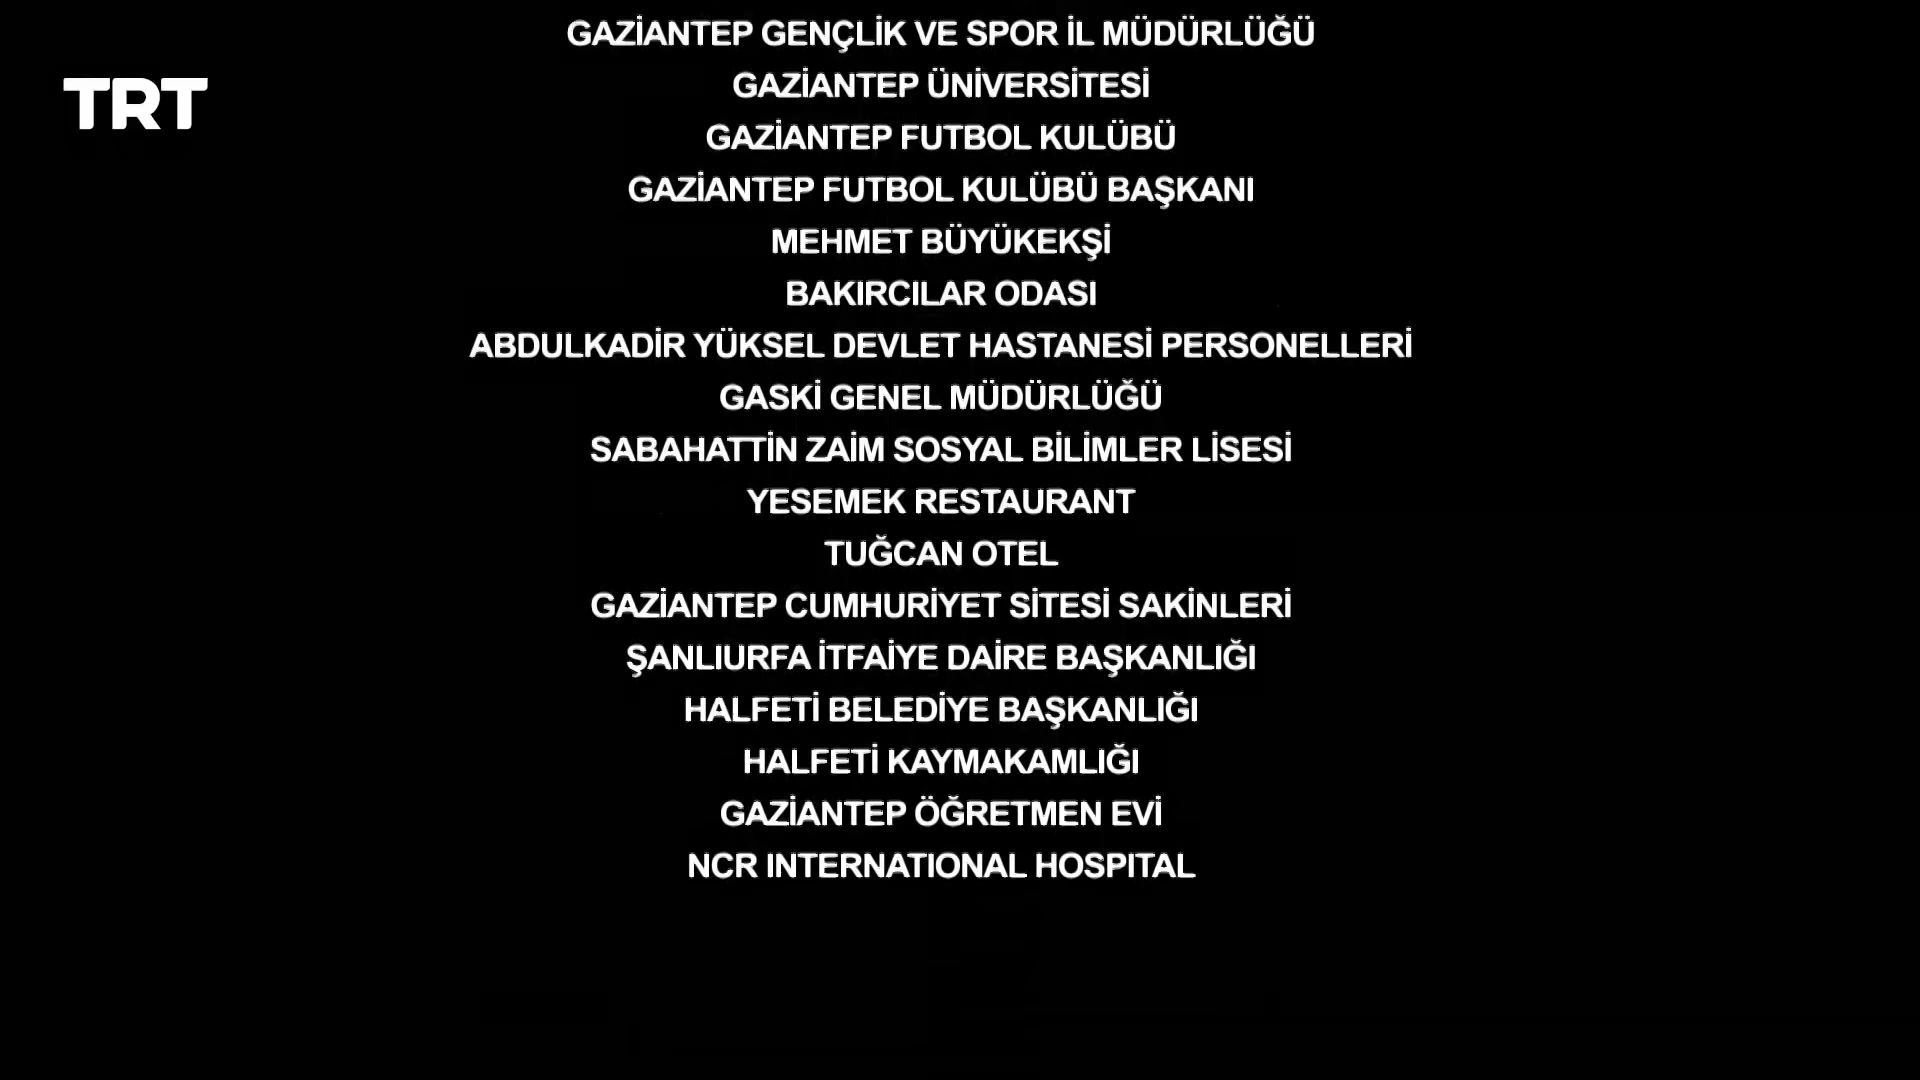 GAZİANTEP GENÇLİK VE SPOR İL MÜDÜRLÜĞÜ
TRT
GAZİANTEP ÜNİVERSİTESİ
GAZİANTEP FUTBOL KULÜBÜ
GAZİANTEP FUTBOL KULÜBÜ BAŞKANI
MEHMET BÜYÜKEKŞİ
BAKIRCILAR ODASI
ABDULKADİR YÜKSEL DEVLET HASTANESİ PERSONELLERİ
GASKİ GENEL MÜDÜRLÜĞÜ
SABAHATTİN ZAİM SOSYAL BİLİMLER LİSESİ
YESEMEK RESTAURANT
TUĞCAN OTEL
GAZİANTEP CUMHURİYET SİTESİ SAKİNLERİ
ŞANLIURFA İTFAİYE DAİRE BAŞKANLIĞI
HALFETİ BELEDİYE BAŞKANLIĞI
HALFETİ KAYMAKAMLIĞI
GAZİANTEP ÖĞRETMEN EVİ
NCR INTERNATIONAL HOSPITAL